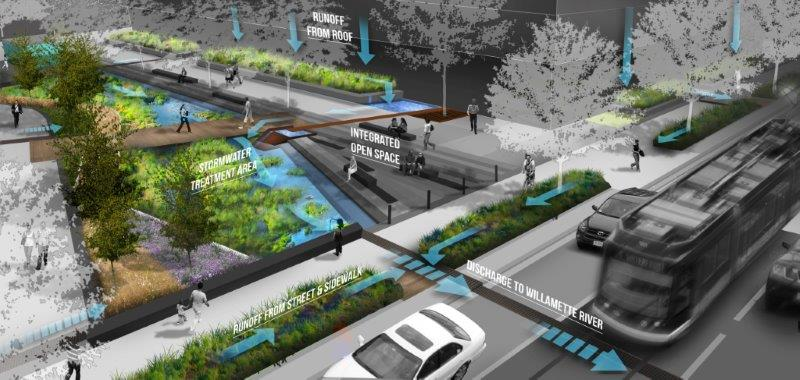 RUNOFF
FROM ROOF
INTEGRATED
OPEN SPACE
STORMWATER
TREATMENT AREA
DISCHARGE TO WILLAMETTE RIVER
RUNOFF FROM STREET & SIDEWALK